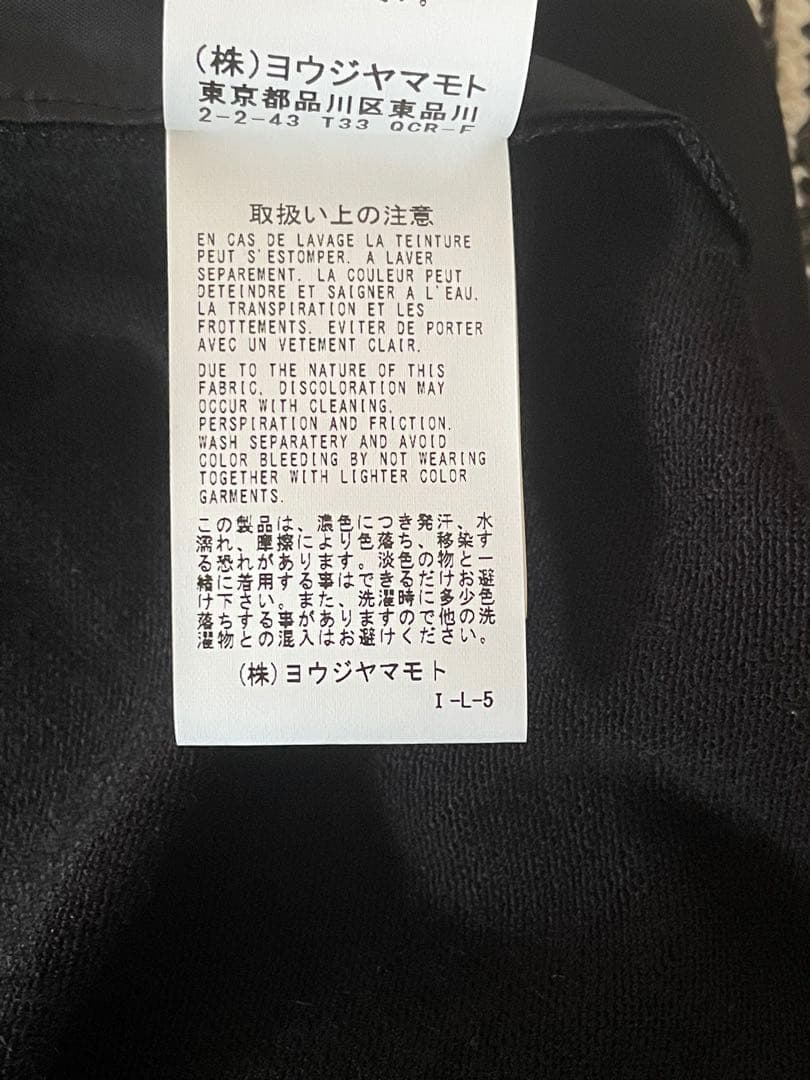 (株)ヨウジヤマモト
東京都品川区東品川
2-2-43 T33 QCR-E
取扱い上の注意
EN CAS DE LAVAGE LA TEINTURE
PEUT S'ESTOMPER. A LAVER
SEPAREMENT. LA COULEUR PEUT
DETEINDRE ET SAIGNER A L'EAU,
LA TRANSPIRATION ET LES
FROTTEMENTS. EVITER DE PORTER
AVEC UN VETEMENT CLAIR.
DUE TO THE NATURE OF THIS
FABRIC, DISCOLORATION MAY
OCCUR WITH CLEANING,
PERSPIRATION AND FRICTION.
WASH SEPARATERY AND AVOID
COLOR BLEEDING BY NOT WEARING
TOGETHER WITH LIGHTER COLOR
GARMENTS.
この製品は、濃色につき発汗、水
濡れ、摩擦により色落ち、移染す
る恐れがあります。淡色の物と一
緒に着用する事はできるだけお避
け下さい。また、洗濯時に多少色
落ちする事がありますので他の洗
濯物との混入はお避けください。
(株)ヨウジヤマモト
I-L-5